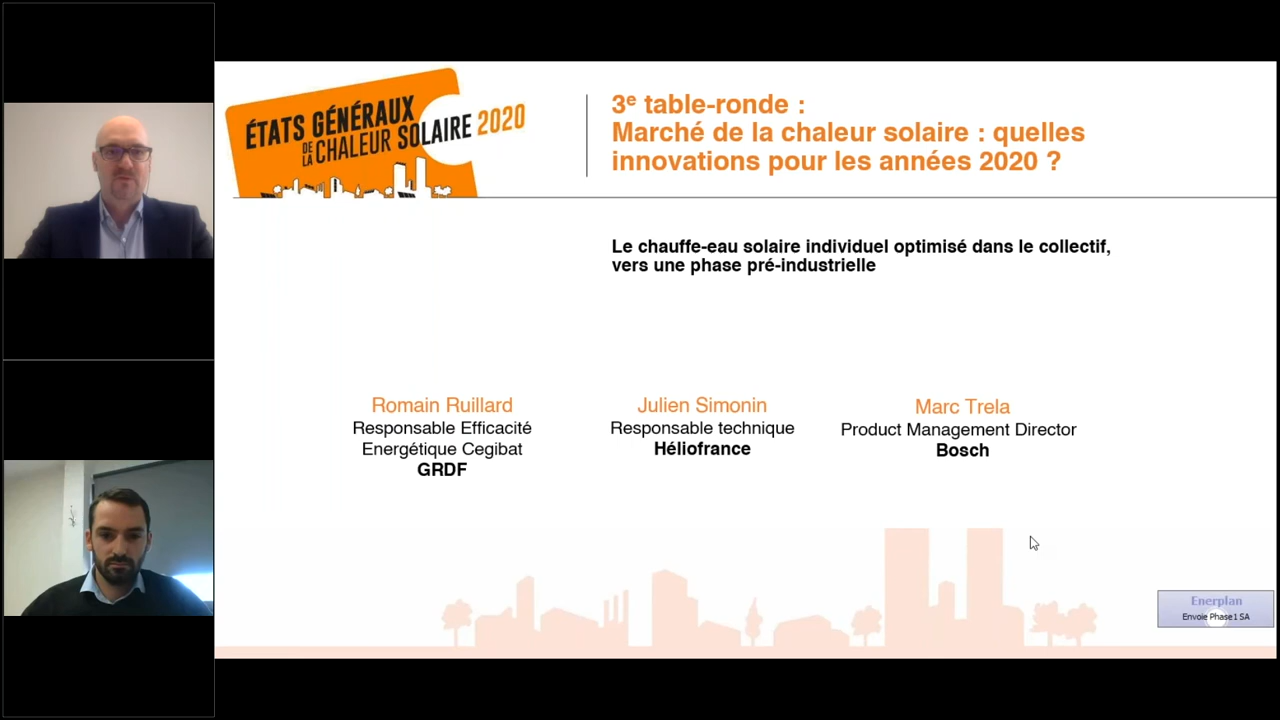 ÉTATS GÉNÉRAUX
DE LA CHALEUR SOLAIRE 2020
3e table-ronde :
Marché de la chaleur solaire : quelles
innovations pour les années 2020 ?
Le chauffe-eau solaire individuel optimisé dans le collectif,
vers une phase pré-industrielle
Romain Ruillard
Responsable Efficacité
Energétique Cegibat
GRDF
Julien Simonin
Responsable technique
Héliofrance
Marc Trela
Product Management Director
Bosch
Enerplan
Envoie Phase 1 SA